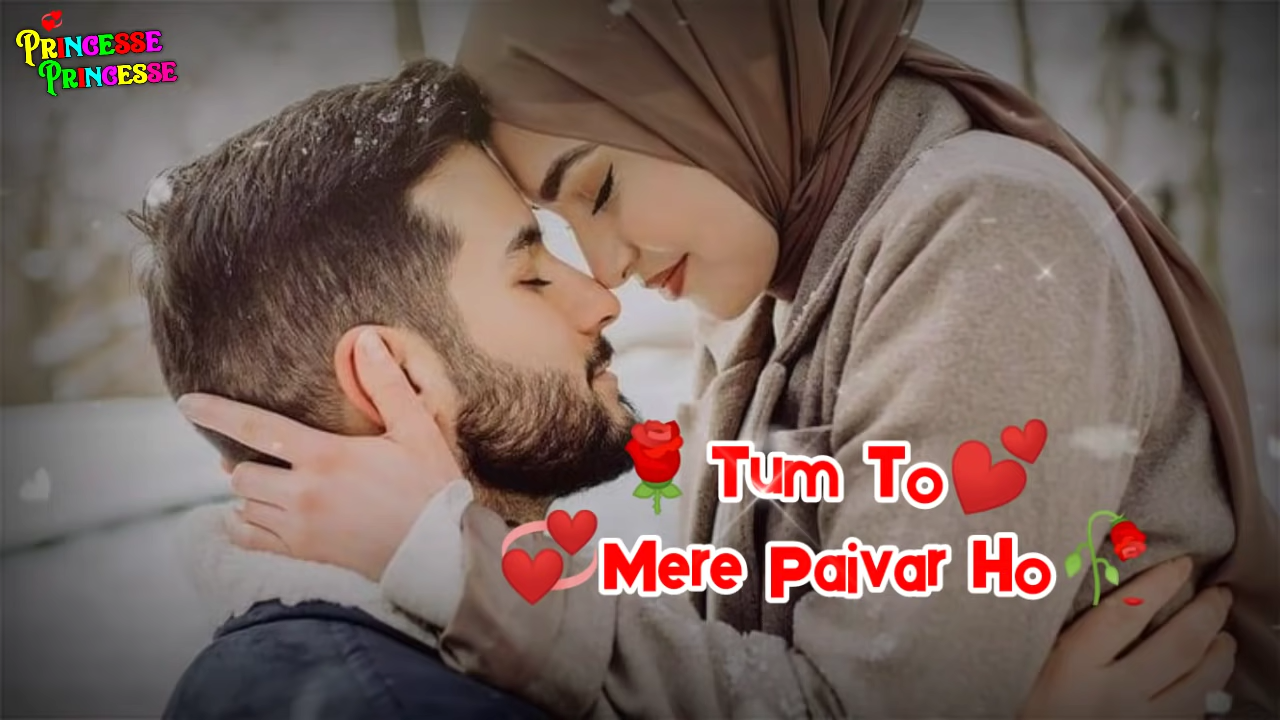 Princesse
Princesse
🌹 Tum To 💕
💞 Mere Paivar Ho 🥀